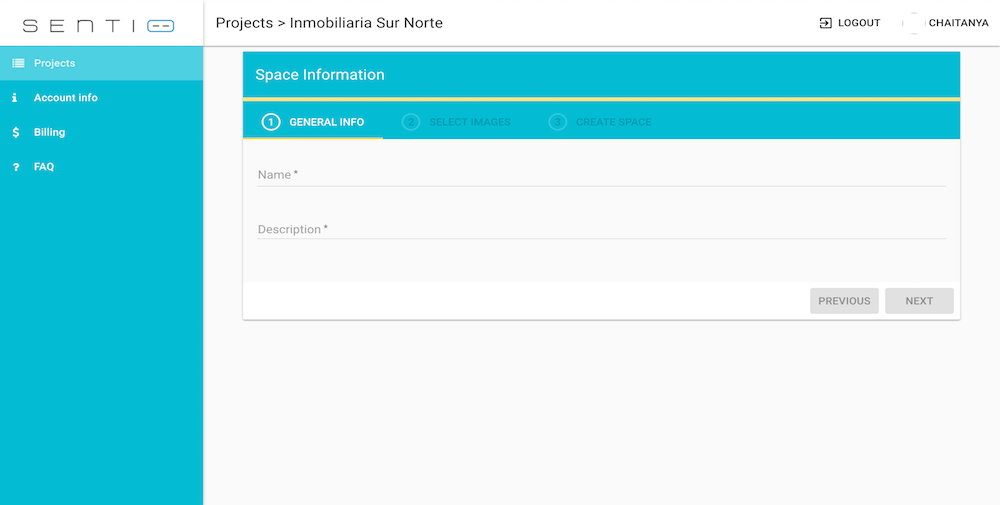 SENTI
Projects > Inmobiliaria Sur Norte
LOGOUT
CHAITANYA
Projects
Account info
Billing
FAQ
Space Information
1 GENERAL INFO
2 SELECT IMAGES
3 CREATE SPACE
Name *
Description *
PREVIOUS
NEXT